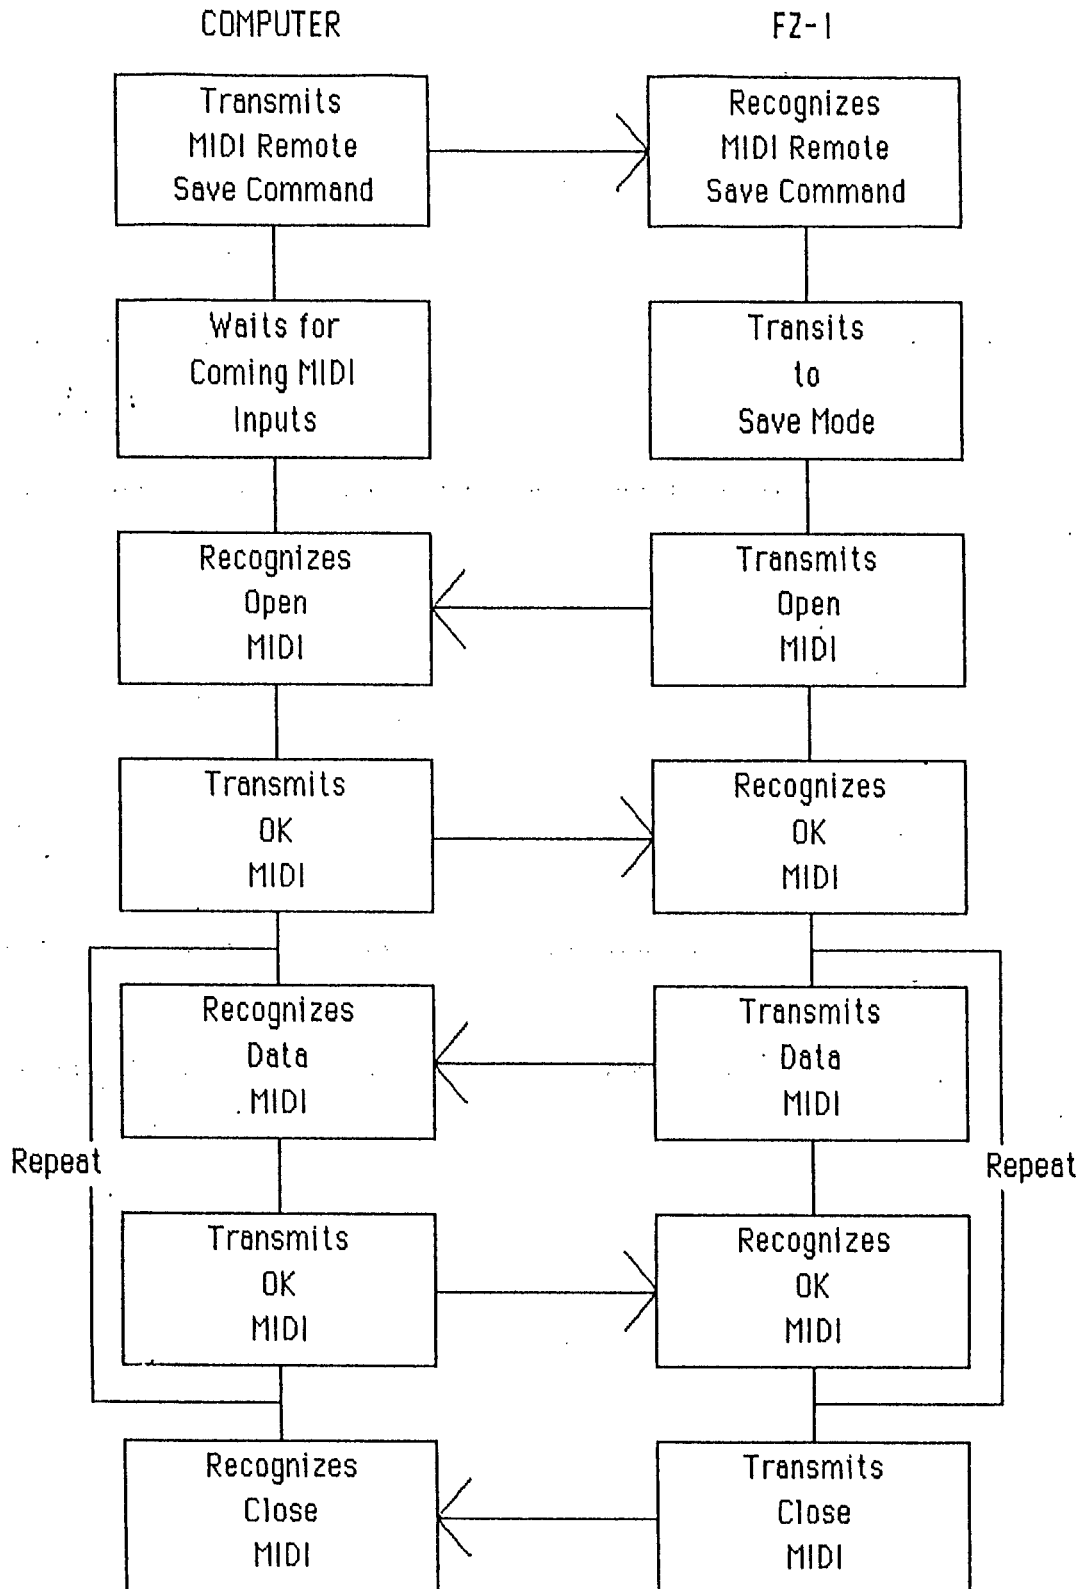 COMPUTER
FZ-1
Transmits
MIDI Remote
Save Command
Recognizes
MIDI Remote
Save Command
Waits for
Coming MIDI
Inputs
Transits
to
Save Mode
Recognizes
Open
MIDI
Transmits
Open
MIDI
Transmits
OK
MIDI
Recognizes
OK
MIDI
Recognizes
Data
MIDI
Transmits
Data
MIDI
Repeat
Repeat
Transmits
OK
MIDI
Recognizes
OK
MIDI
Recognizes
Close
MIDI
Transmits
Close
MIDI